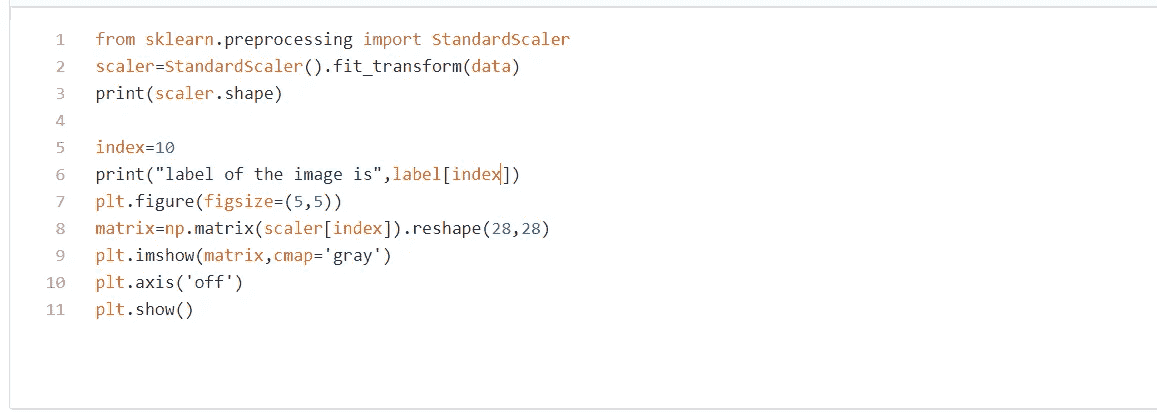 1 from sklearn.preprocessing import StandardScaler
2 scaler=StandardScaler().fit_transform(data)
3 print(scaler.shape)
4
5 index=10
6 print("label of the image is",label[index])
7 plt.figure(figsize=(5,5))
8 matrix=np.matrix(scaler[index]).reshape(28,28)
9 plt.imshow(matrix,cmap='gray')
10 plt.axis('off')
11 plt.show()